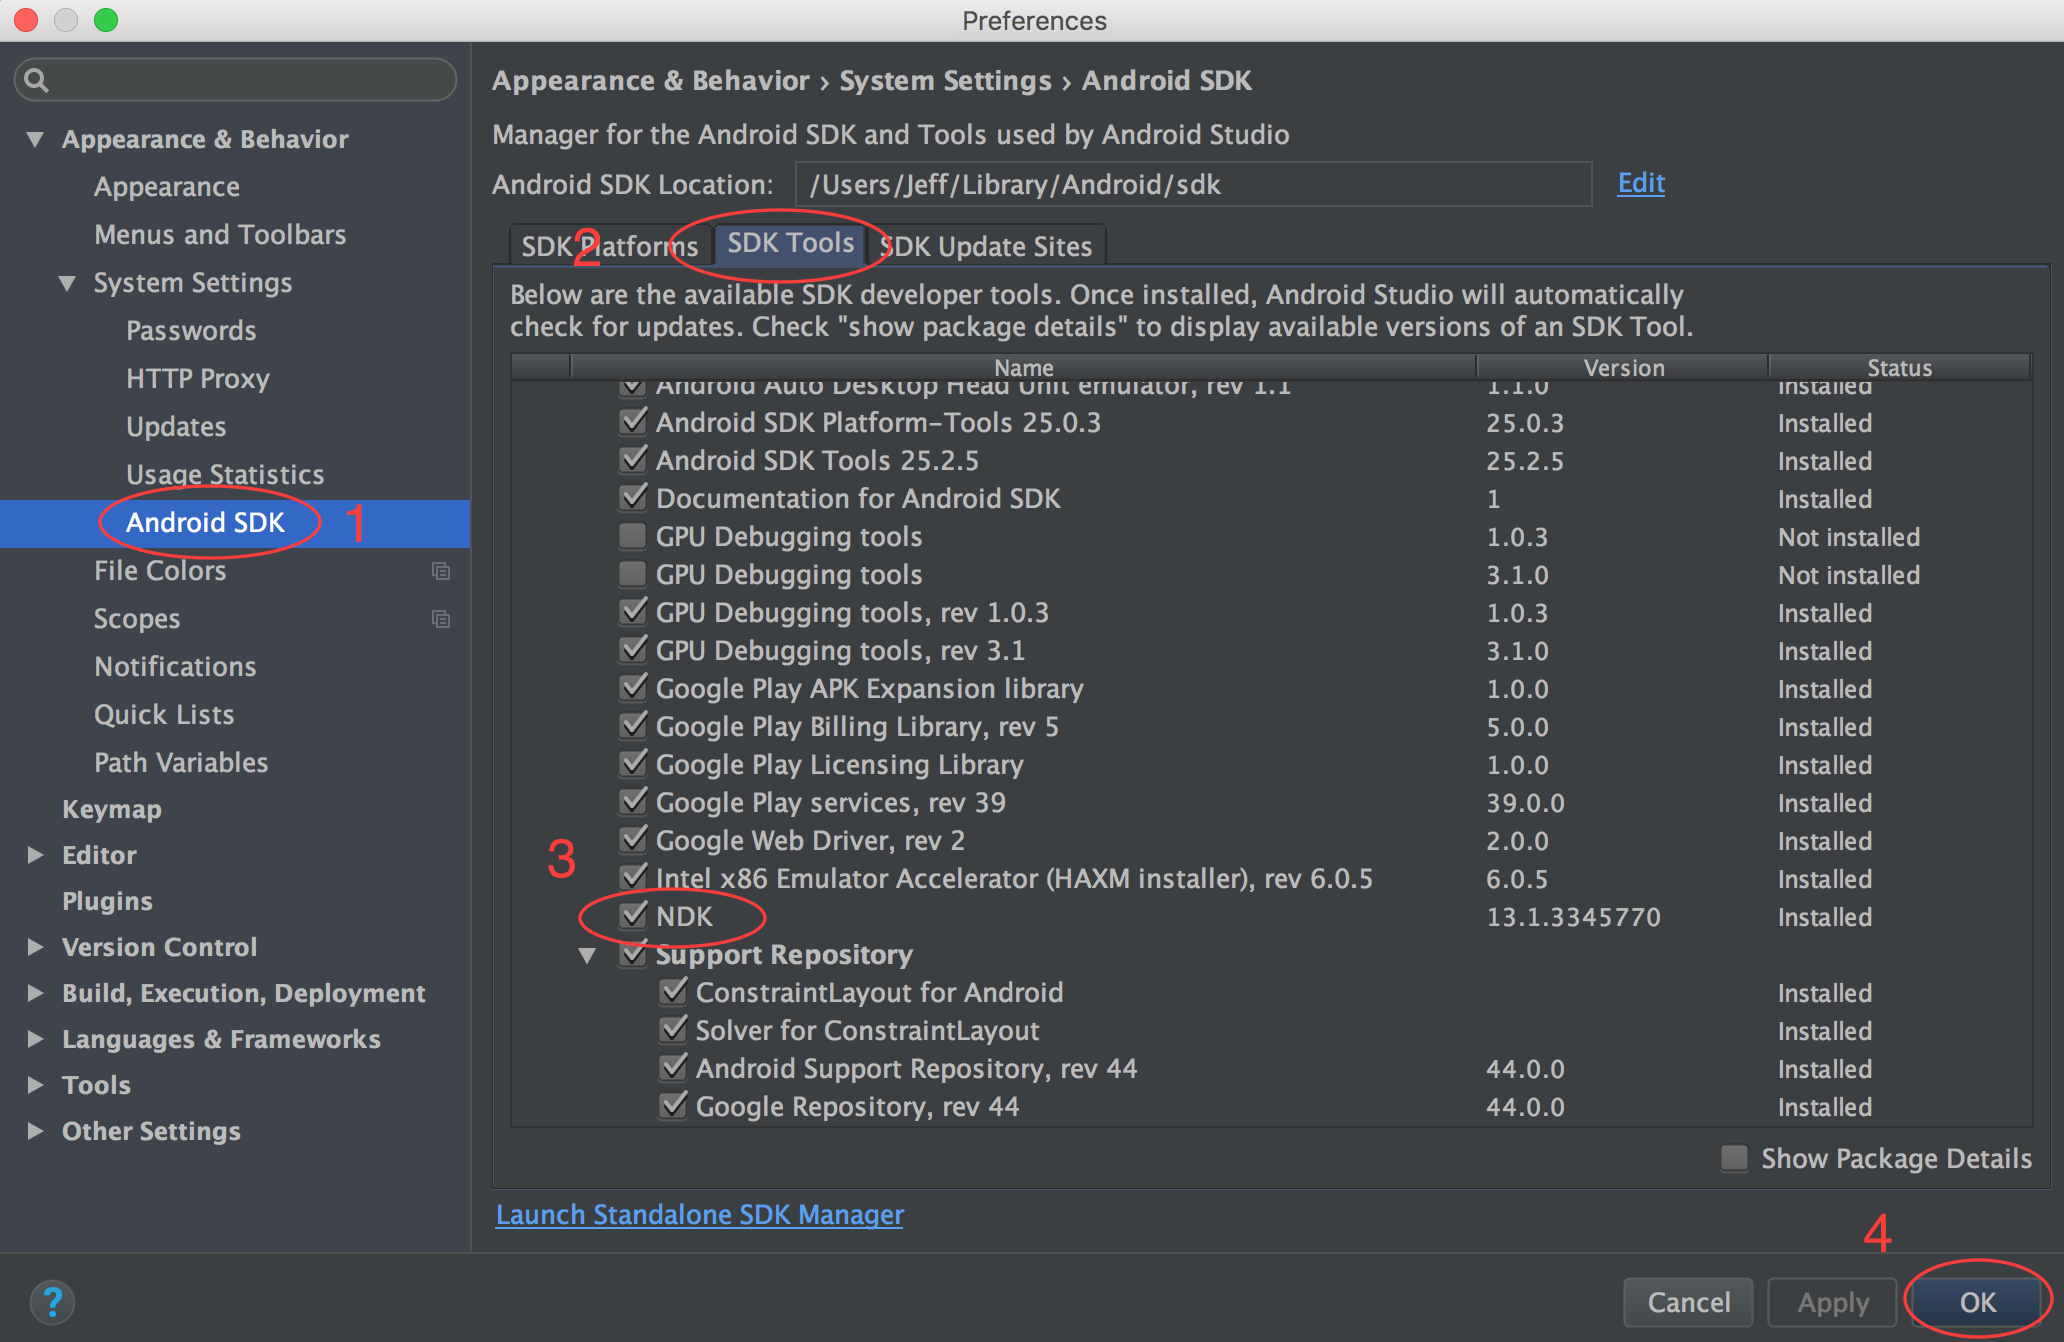 Preferences
Appearance & Behavior › System Settings › Android SDK
Appearance & Behavior
Appearance
Menus and Toolbars
System Settings
Passwords
HTTP Proxy
Updates
Usage Statistics
Android SDK 1
File Colors
Scopes
Notifications
Quick Lists
Path Variables
Keymap
Editor
Plugins
Version Control
Build, Execution, Deployment
Languages & Frameworks
Tools
Other Settings
Manager for the Android SDK and Tools used by Android Studio
Android SDK Location: /Users/Jeff/Library/Android/sdk Edit
SDK Platforms 2 SDK Tools SDK Update Sites
Below are the available SDK developer tools. Once installed, Android Studio will automatically
check for updates. Check "show package details" to display available versions of an SDK Tool.
Name Version Status
Android Auto Desktop Head Unit emulator, rev 1.1 1.1.0 Installed
Android SDK Platform-Tools 25.0.3 25.0.3 Installed
Android SDK Tools 25.2.5 25.2.5 Installed
Documentation for Android SDK 1 Installed
GPU Debugging tools 1.0.3 Not installed
GPU Debugging tools 3.1.0 Not installed
GPU Debugging tools, rev 1.0.3 1.0.3 Installed
GPU Debugging tools, rev 3.1 3.1.0 Installed
Google Play APK Expansion library 1.0.0 Installed
Google Play Billing Library, rev 5 5.0.0 Installed
Google Play Licensing Library 1.0.0 Installed
Google Play services, rev 39 39.0.0 Installed
Google Web Driver, rev 2 2.0.0 Installed
3
Intel x86 Emulator Accelerator (HAXM installer), rev 6.0.5 6.0.5 Installed
NDK 13.1.3345770 Installed
Support Repository
ConstraintLayout for Android Installed
Solver for ConstraintLayout Installed
Android Support Repository, rev 44 44.0.0 Installed
Google Repository, rev 44 44.0.0 Installed
Show Package Details
Launch Standalone SDK Manager
4
? Cancel Apply OK